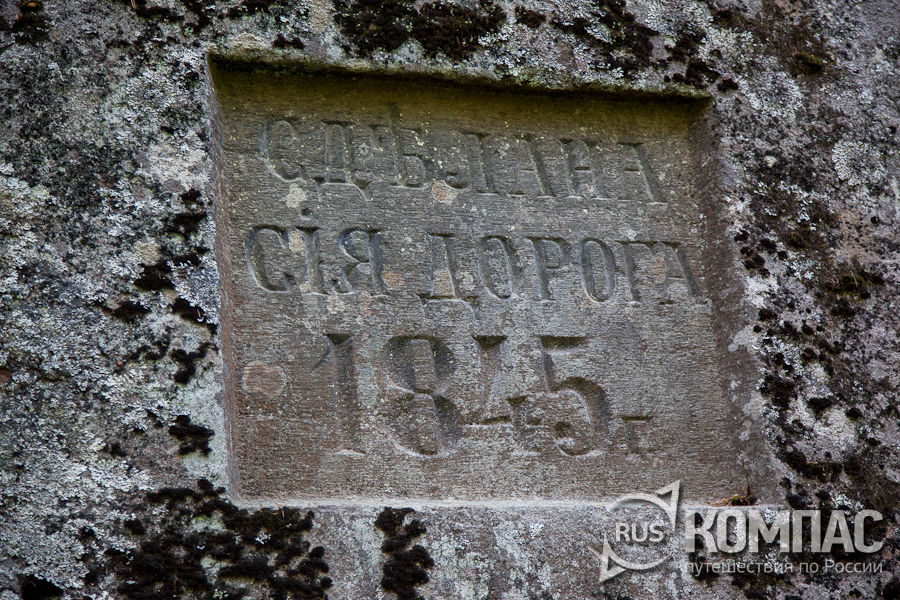 СДѢЛАНА
СІЯ ДОРОГА
1845 г
RUS КОМПАС
путешествия по России